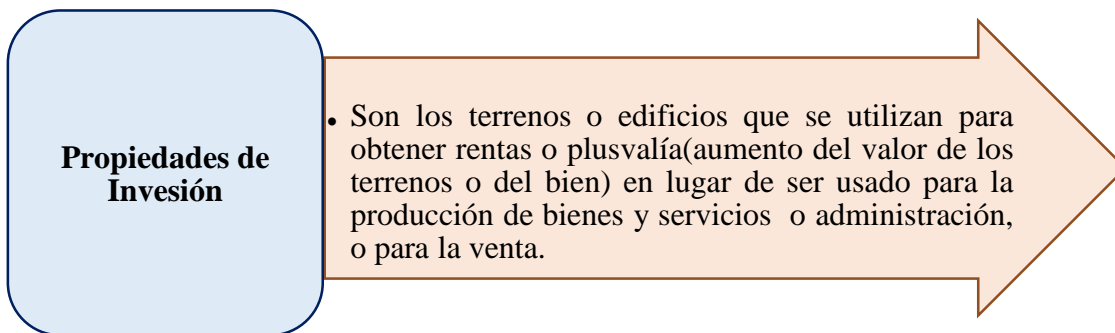 Propiedades de
Invesión
• Son los terrenos o edificios que se utilizan para
obtener rentas o plusvalía(aumento del valor de los
terrenos o del bien) en lugar de ser usado para la
producción de bienes y servicios o administración,
o para la venta.